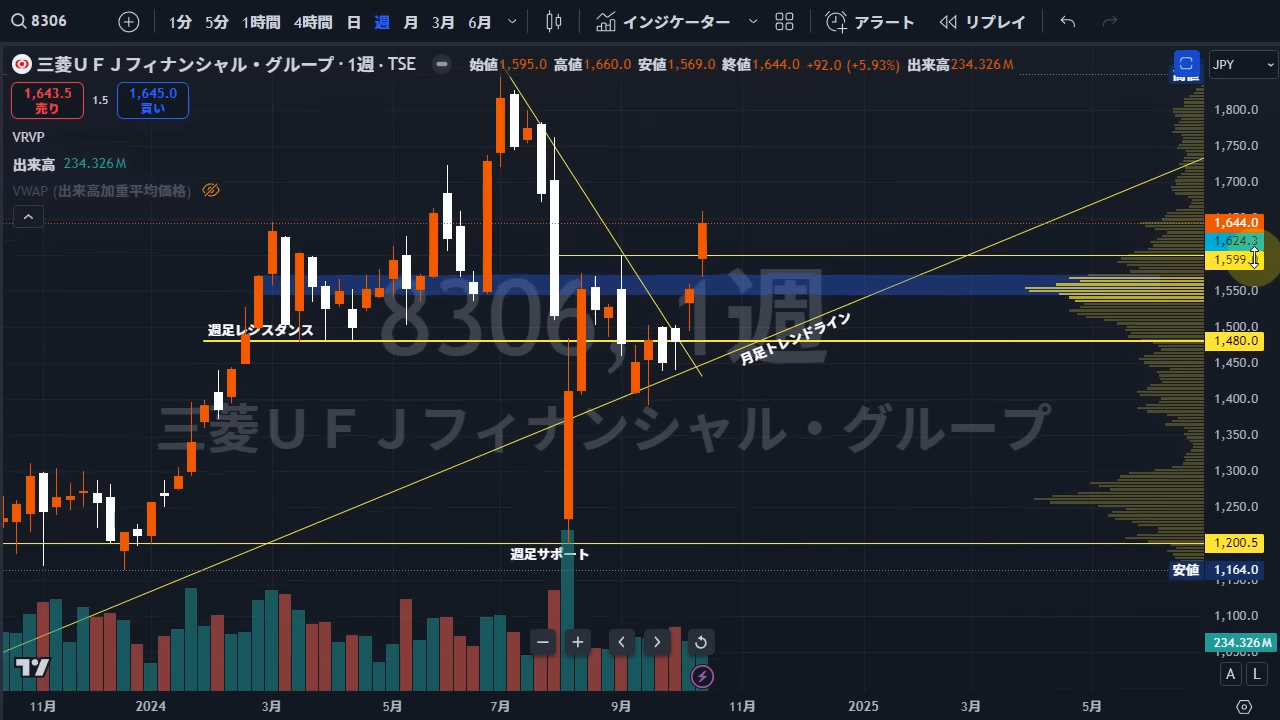 8306 1分 5分 1時間 4時間 日 週 月 3月 6月 インジケーター アラート リプレイ
三菱ＵＦＪフィナンシャル・グループ · 1週 · TSE 始値1,595.0 高値1,660.0 安値1,569.0 終値1,644.0 +92.0 (+5.93%) 出来高234.326M JPY
1,643.5 売り 1.5 1,645.0 買い
VRVP
出来高 234.326M
VWAP (出来高加重平均価格)
1,800.0
1,750.0
1,700.0
1,644.0
1,624.3
1,599.
1,550.0
1,500.0
1,480.0
1,450.0
1,400.0
1,350.0
1,300.0
1,250.0
1,200.5
安値 1,164.0
1,100.0
234.326M
8306, 1週
三菱ＵＦＪフィナンシャル・グループ
週足レジスタンス
月足トレンドライン
週足サポート
A L
11月 2024 3月 5月 7月 9月 11月 2025 3月 5月